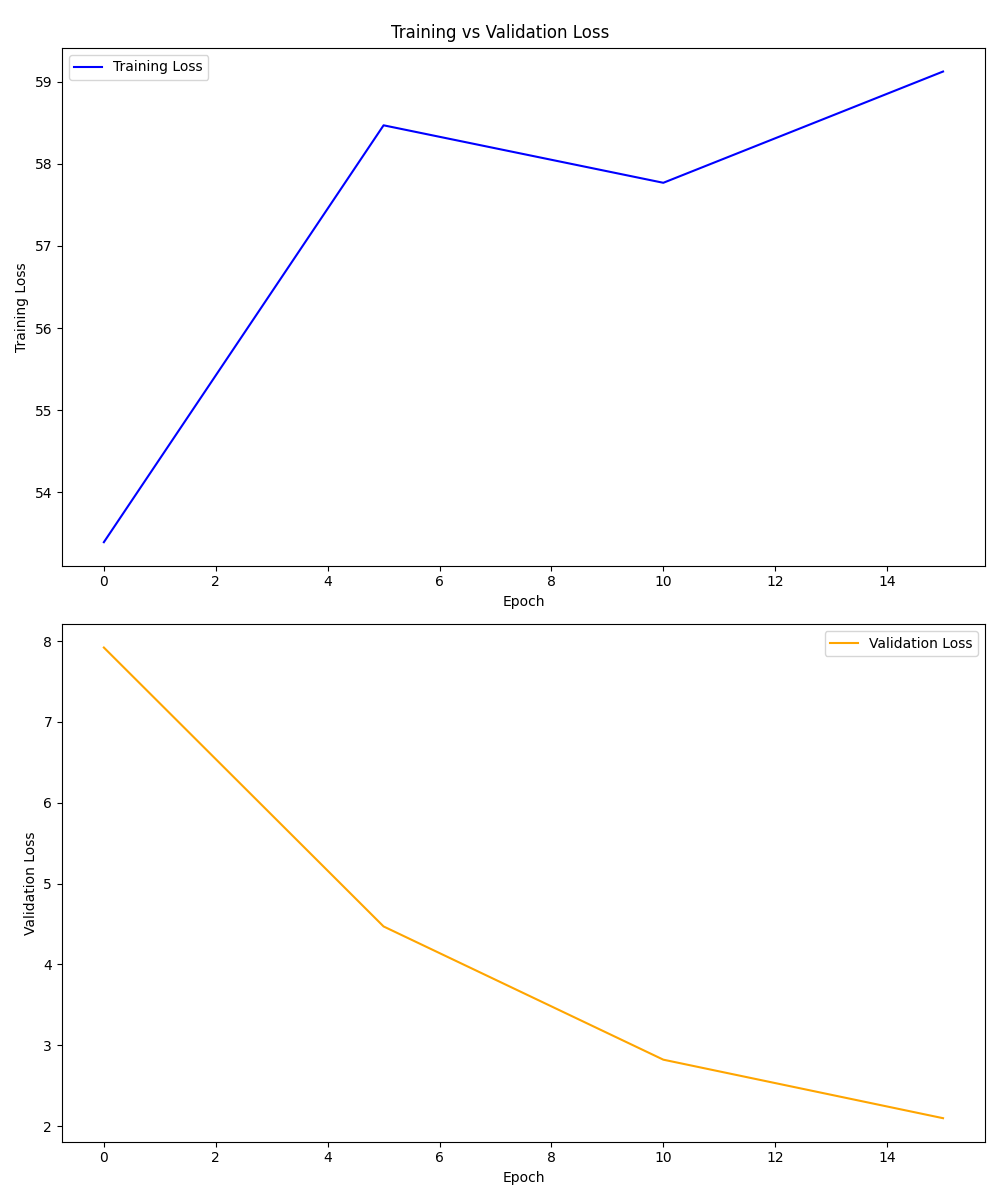 Training vs Validation Loss
Training Loss
59
58
57
56
55
54
Training Loss
0 2 4 6 8 10 12 14
Epoch
Validation Loss
8
7
6
5
4
3
2
Validation Loss
0 2 4 6 8 10 12 14
Epoch